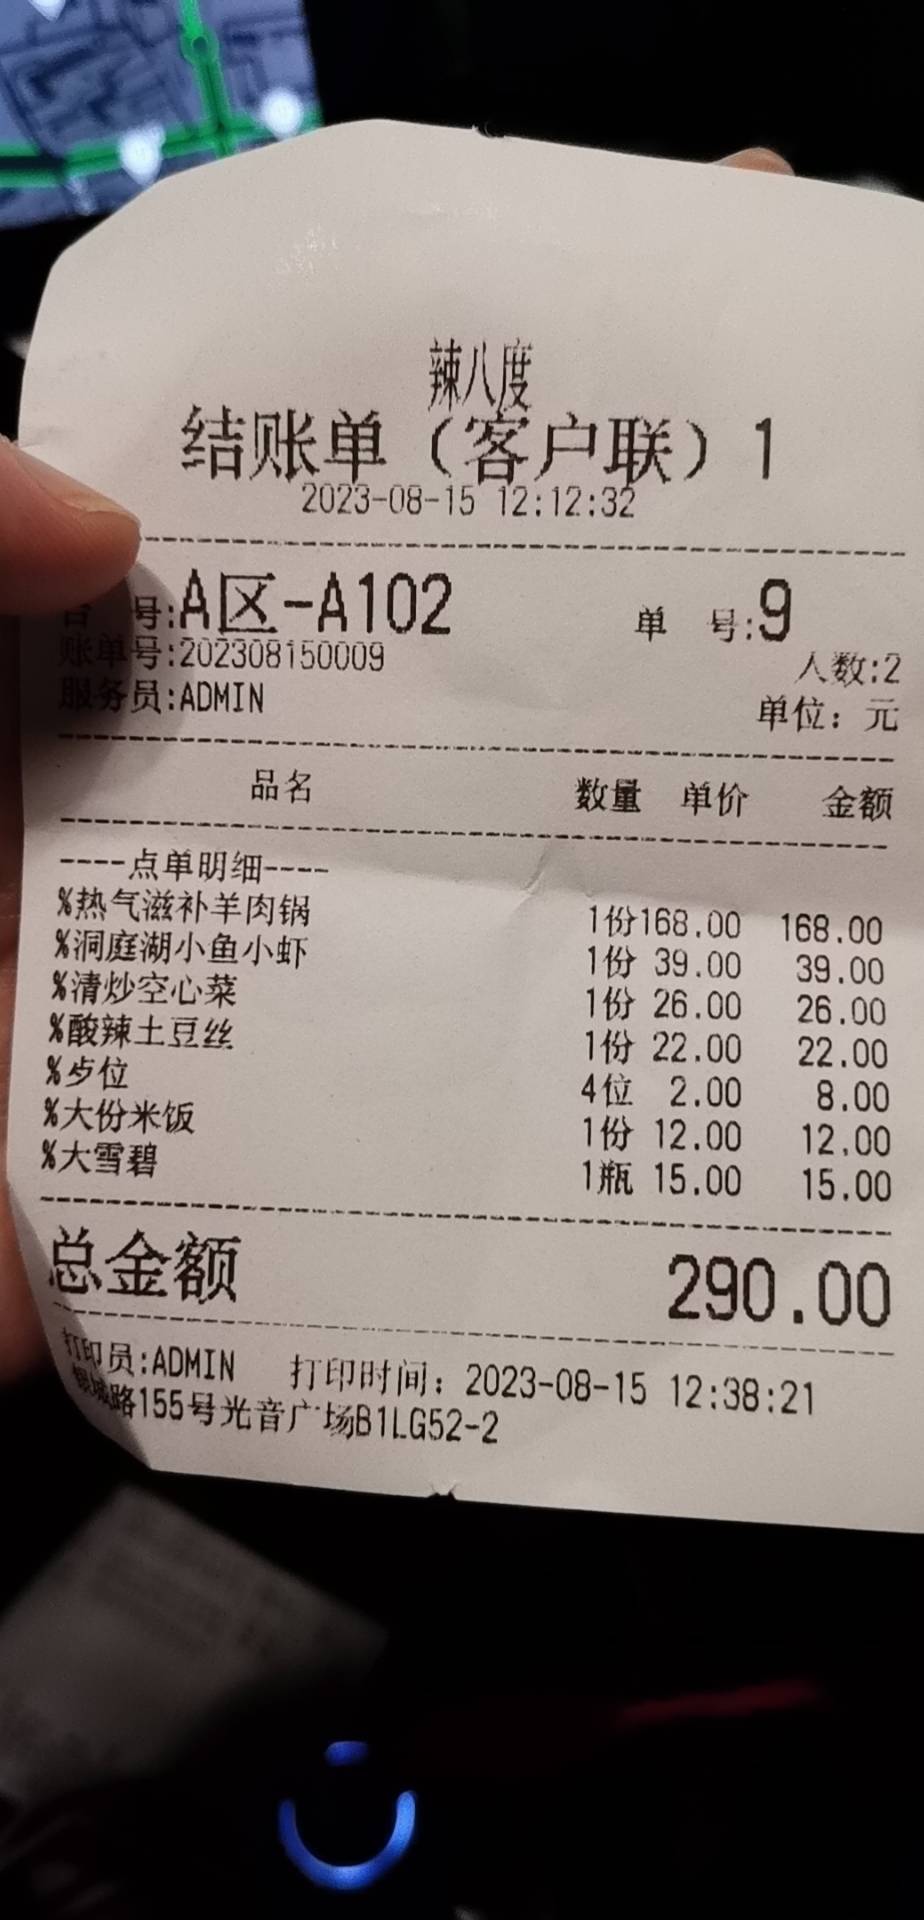 辣八度
结账单（客户联）1
2023-08-15 12:12:32
台 号:A区-A102 单 号:9
账单号:202308150009 人数:2
服务员:ADMIN 单位：元
品名 数量 单价 金额
----点单明细----
%热气滋补羊肉锅 1份168.00 168.00
%洞庭湖小鱼小虾 1份 39.00 39.00
%清炒空心菜 1份 26.00 26.00
%酸辣土豆丝 1份 22.00 22.00
%歺位 4位 2.00 8.00
%大份米饭 1份 12.00 12.00
%大雪碧 1瓶 15.00 15.00
总金额 290.00
打印员:ADMIN 打印时间：2023-08-15 12:38:21
银城路155号光音广场B1LG52-2